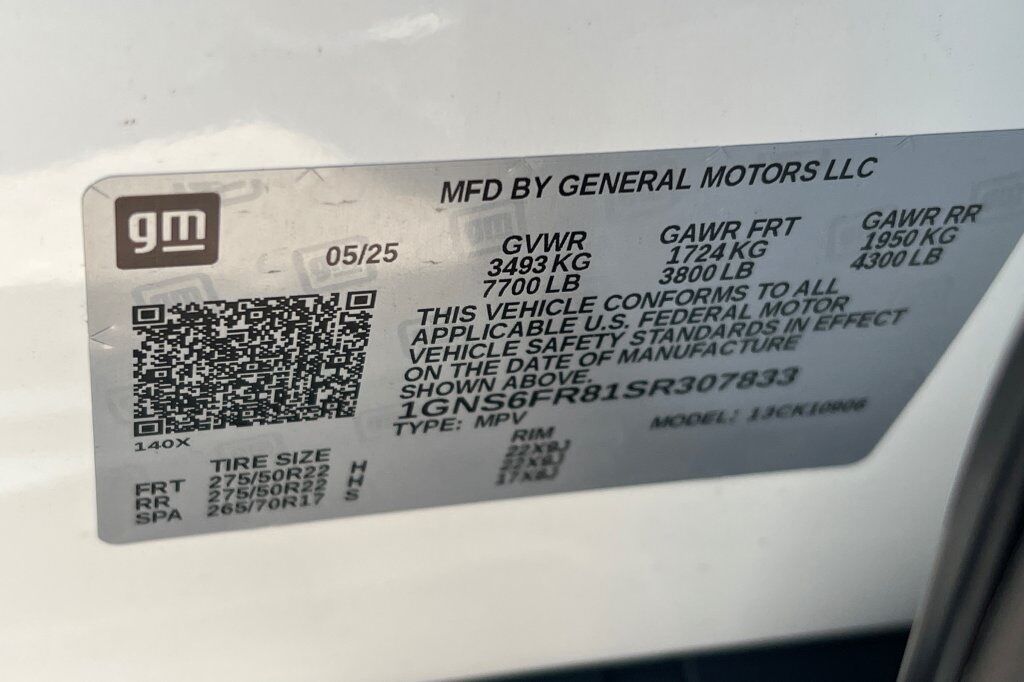 MFD BY GENERAL MOTORS LLC
gm
05/25
GVWR
3493 KG
7700 LB
GAWR FRT
1724 KG
3800 LB
GAWR RR
1950 KG
4300 LB
THIS VEHICLE CONFORMS TO ALL
APPLICABLE U.S. FEDERAL MOTOR
VEHICLE SAFETY STANDARDS IN EFFECT
ON THE DATE OF MANUFACTURE
SHOWN ABOVE.
1GNS6FR81SR307833
TYPE: MPV MODEL: 13CK10906
140X
TIRE SIZE RIM
FRT 275/50R22 H 22X9J
RR 275/50R22 H 22X9J
SPA 265/70R17 S 17X8J